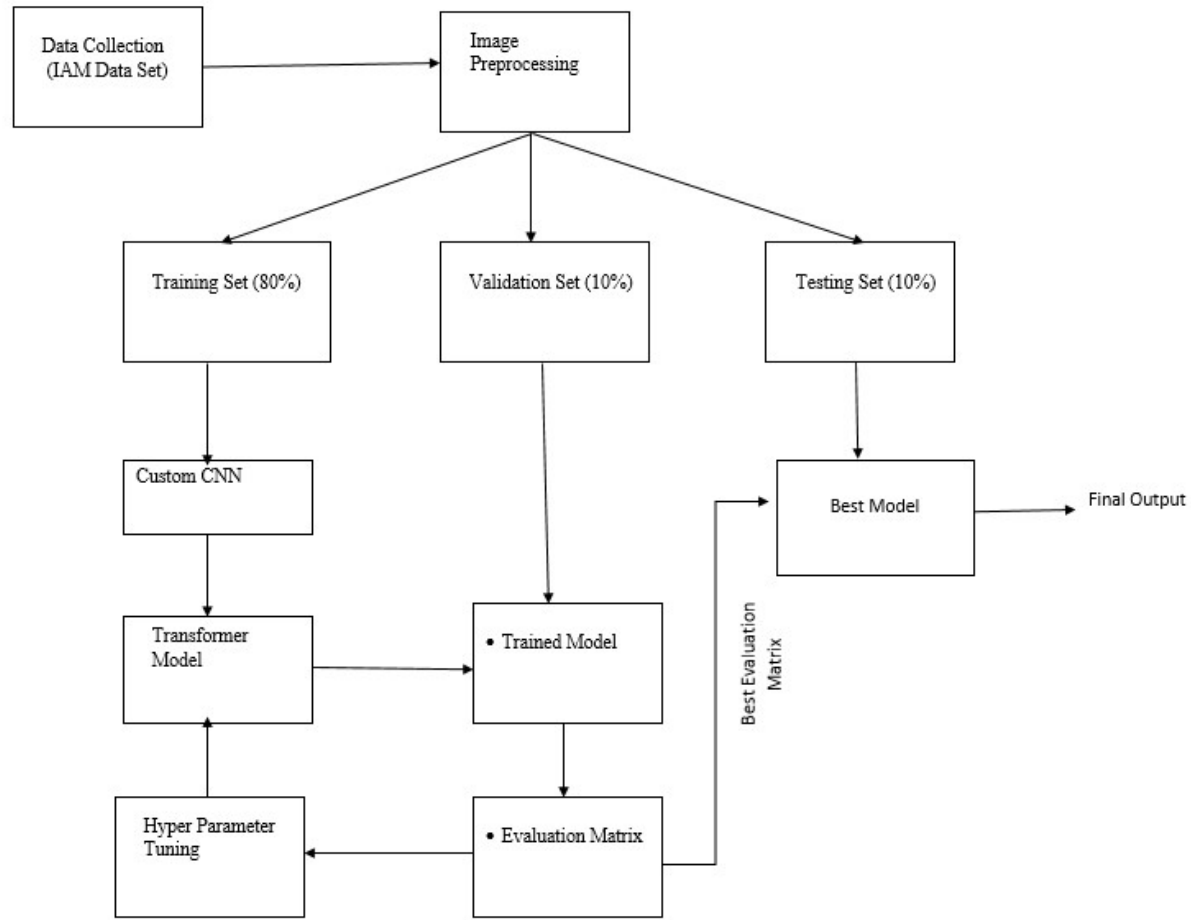 Data Collection
(IAM Data Set)
Image
Preprocessing
Training Set (80%)
Validation Set (10%)
Testing Set (10%)
Custom CNN
Best Model
Final Output
Transformer
Model
• Trained Model
Best Evaluation
Matrix
Hyper Parameter
Tuning
• Evaluation Matrix